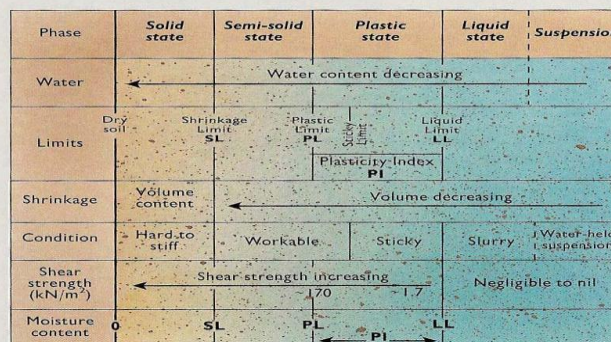 Phase
Solid state
Semi-solid state
Plastic state
Liquid state
Suspension
Water
Water content decreasing
Limits
Dry soil
Shrinkage Limit
SL
Plastic Limit
PL
Sticky Limit
Liquid Limit
LL
Plasticity Index
PI
Shrinkage
Volume content
Volume decreasing
Condition
Hard to stiff
Workable
Sticky
Slurry
Water-held suspension
Shear strength (kN/m²)
Shear strength increasing
~170
~1.7
Negligible to nil
Moisture content
0
SL
PL
LL
PI